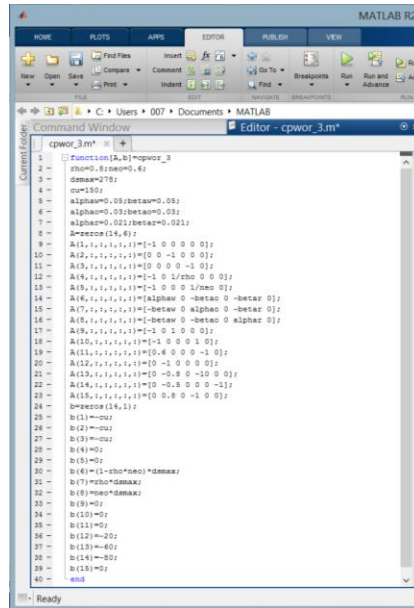 MATLAB R2
HOME PLOTS APPS EDITOR PUBLISH VIEW
Find Files
Compare
Print
New Open Save
Insert fx
Comment
Indent
Go To
Find
Breakpoints
Run Run and Advance
FILE EDIT NAVIGATE BREAKPOINTS RUN
C: Users 007 Documents MATLAB
Current Folder
Command Window
Editor - cpwor_3.m*
cpwor_3.m* × +
1 function[A,b]=cpwor_3
2 - rho=0.8;neo=0.6;
3 - dsmax=278;
4 - cu=150;
5 - alphaw=0.05;betaw=0.05;
6 - alphao=0.03;betao=0.03;
7 - alphar=0.021;betar=0.021;
8 - A=zeros(14,6);
9 - A(1,:,:,:,:,:)=[-1 0 0 0 0 0];
10 - A(2,:,:,:,:,:)=[0 0 -1 0 0 0];
11 - A(3,:,:,:,:,:)=[0 0 0 0 -1 0];
12 - A(4,:,:,:,:,:)=[-1 0 1/rho 0 0 0];
13 - A(5,:,:,:,:,:)=[-1 0 0 0 1/neo 0];
14 - A(6,:,:,:,:,:)=[alphaw 0 -betao 0 -betar 0];
15 - A(7,:,:,:,:,:)=[-betaw 0 alphao 0 -betar 0];
16 - A(8,:,:,:,:,:)=[-betaw 0 -betao 0 alphar 0];
17 - A(9,:,:,:,:,:)=[-1 0 1 0 0 0];
18 - A(10,:,:,:,:,:)=[-1 0 0 0 1 0];
19 - A(11,:,:,:,:,:)=[0.6 0 0 0 -1 0];
20 - A(12,:,:,:,:,:)=[0 -1 0 0 0 0];
21 - A(13,:,:,:,:,:)=[0 -0.8 0 -10 0 0];
22 - A(14,:,:,:,:,:)=[0 -0.5 0 0 0 -1];
23 - A(15,:,:,:,:,:)=[0 0.8 0 -1 0 0];
24 - b=zeros(14,1);
25 - b(1)=-cu;
26 - b(2)=-cu;
27 - b(3)=-cu;
28 - b(4)=0;
29 - b(5)=0;
30 - b(6)=(1-rho*neo)*dsmax;
31 - b(7)=rho*dsmax;
32 - b(8)=neo*dsmax;
33 - b(9)=0;
34 - b(10)=0;
35 - b(11)=0;
36 - b(12)=-20;
37 - b(13)=-60;
38 - b(14)=-80;
39 - b(15)=0;
40 - end
Ready